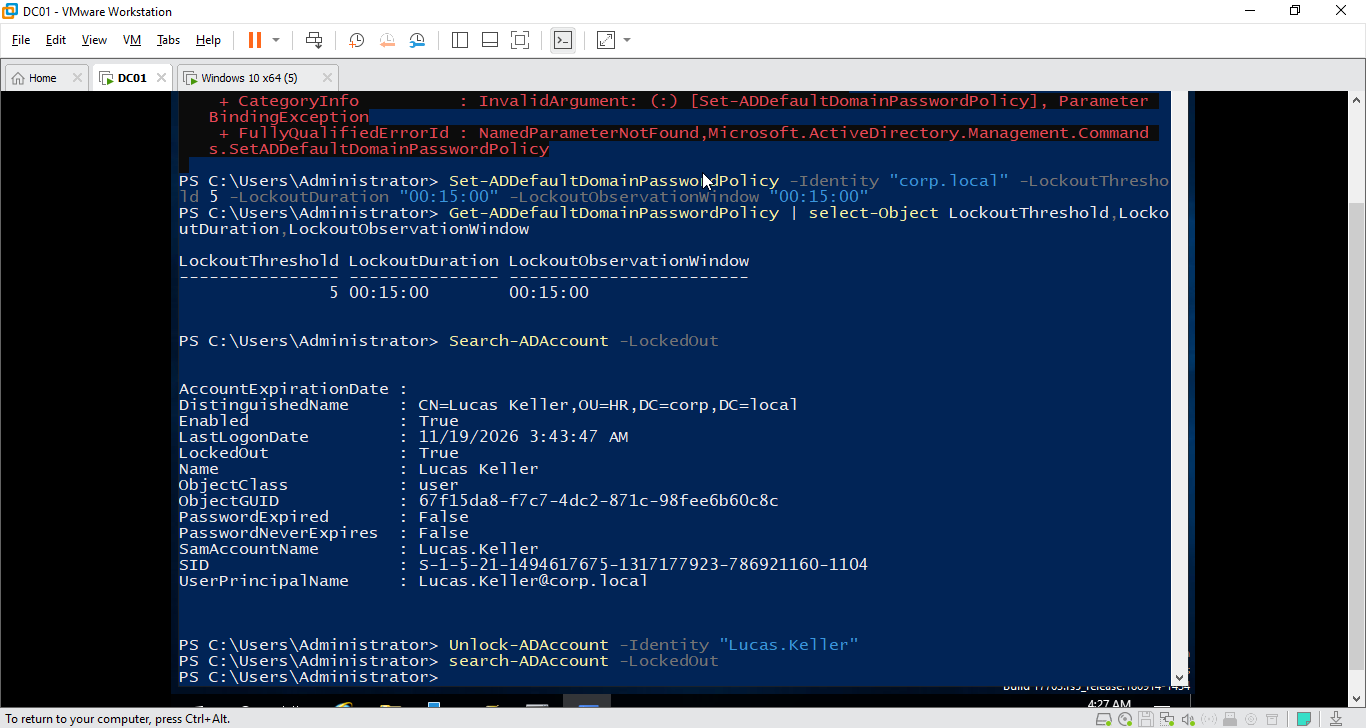 DC01 - VMware Workstation
File Edit View VM Tabs Help
Home DC01 Windows 10 x64 (5)
+ CategoryInfo : InvalidArgument: (:) [Set-ADDefaultDomainPasswordPolicy], Parameter
BindingException
+ FullyQualifiedErrorId : NamedParameterNotFound,Microsoft.ActiveDirectory.Management.Command
s.SetADDefaultDomainPasswordPolicy
PS C:\Users\Administrator> Set-ADDefaultDomainPasswordPolicy -Identity "corp.local" -LockoutThresho
ld 5 -LockoutDuration "00:15:00" -LockoutObservationWindow "00:15:00"
PS C:\Users\Administrator> Get-ADDefaultDomainPasswordPolicy | select-Object LockoutThreshold,Locko
utDuration,LockoutObservationWindow
LockoutThreshold LockoutDuration LockoutObservationWindow
---------------- --------------- ------------------------
5 00:15:00 00:15:00
PS C:\Users\Administrator> Search-ADAccount -LockedOut
AccountExpirationDate :
DistinguishedName : CN=Lucas Keller,OU=HR,DC=corp,DC=local
Enabled : True
LastLogonDate : 11/19/2026 3:43:47 AM
LockedOut : True
Name : Lucas Keller
ObjectClass : user
ObjectGUID : 67f15da8-f7c7-4dc2-871c-98fee6b60c8c
PasswordExpired : False
PasswordNeverExpires : False
SamAccountName : Lucas.Keller
SID : S-1-5-21-1494617675-1317177923-786921160-1104
UserPrincipalName : Lucas.Keller@corp.local
PS C:\Users\Administrator> Unlock-ADAccount -Identity "Lucas.Keller"
PS C:\Users\Administrator> search-ADAccount -LockedOut
PS C:\Users\Administrator>
4:27 AM
To return to your computer, press Ctrl+Alt.